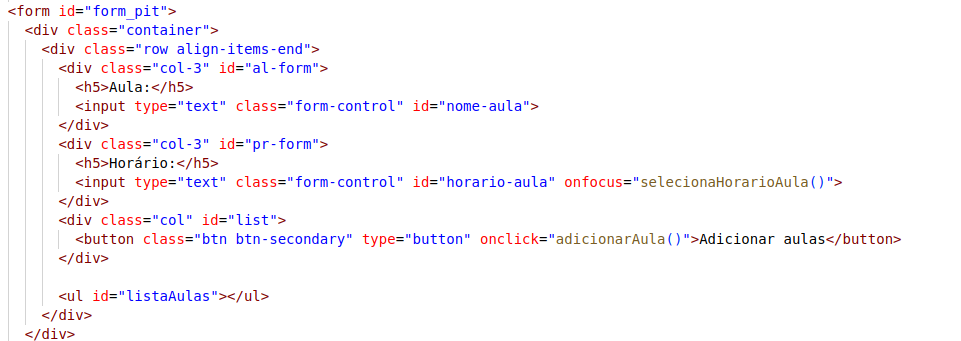 <form id="form_pit">
<div class="container">
<div class="row align-items-end">
<div class="col-3" id="al-form">
<h5>Aula:</h5>
<input type="text" class="form-control" id="nome-aula">
</div>
<div class="col-3" id="pr-form">
<h5>Horário:</h5>
<input type="text" class="form-control" id="horario-aula" onfocus="selecionaHorarioAula()">
</div>
<div class="col" id="list">
<button class="btn btn-secondary" type="button" onclick="adicionarAula()">Adicionar aulas</button>
</div>
<ul id="listaAulas"></ul>
</div>
</div>